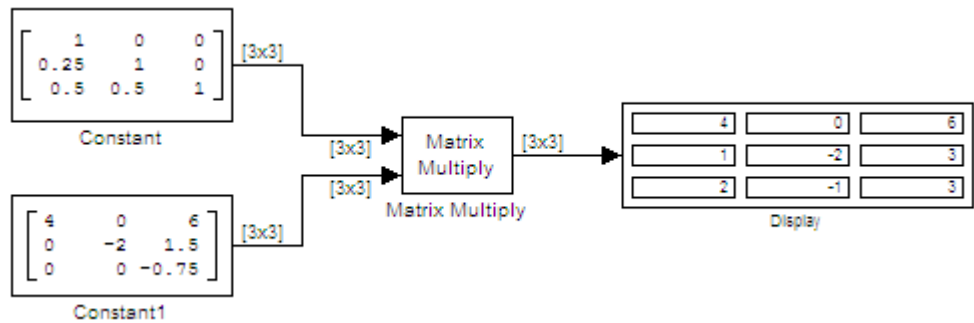 1 0 0
0.25 1 0
0.5 0.5 1
Constant
[3x3]
[3x3]
4 0 6
0 -2 1.5
0 0 -0.75
Constant1
[3x3]
[3x3]
Matrix
Multiply
Matrix Multiply
[3x3]
4 0 6
1 -2 3
2 -1 3
Display